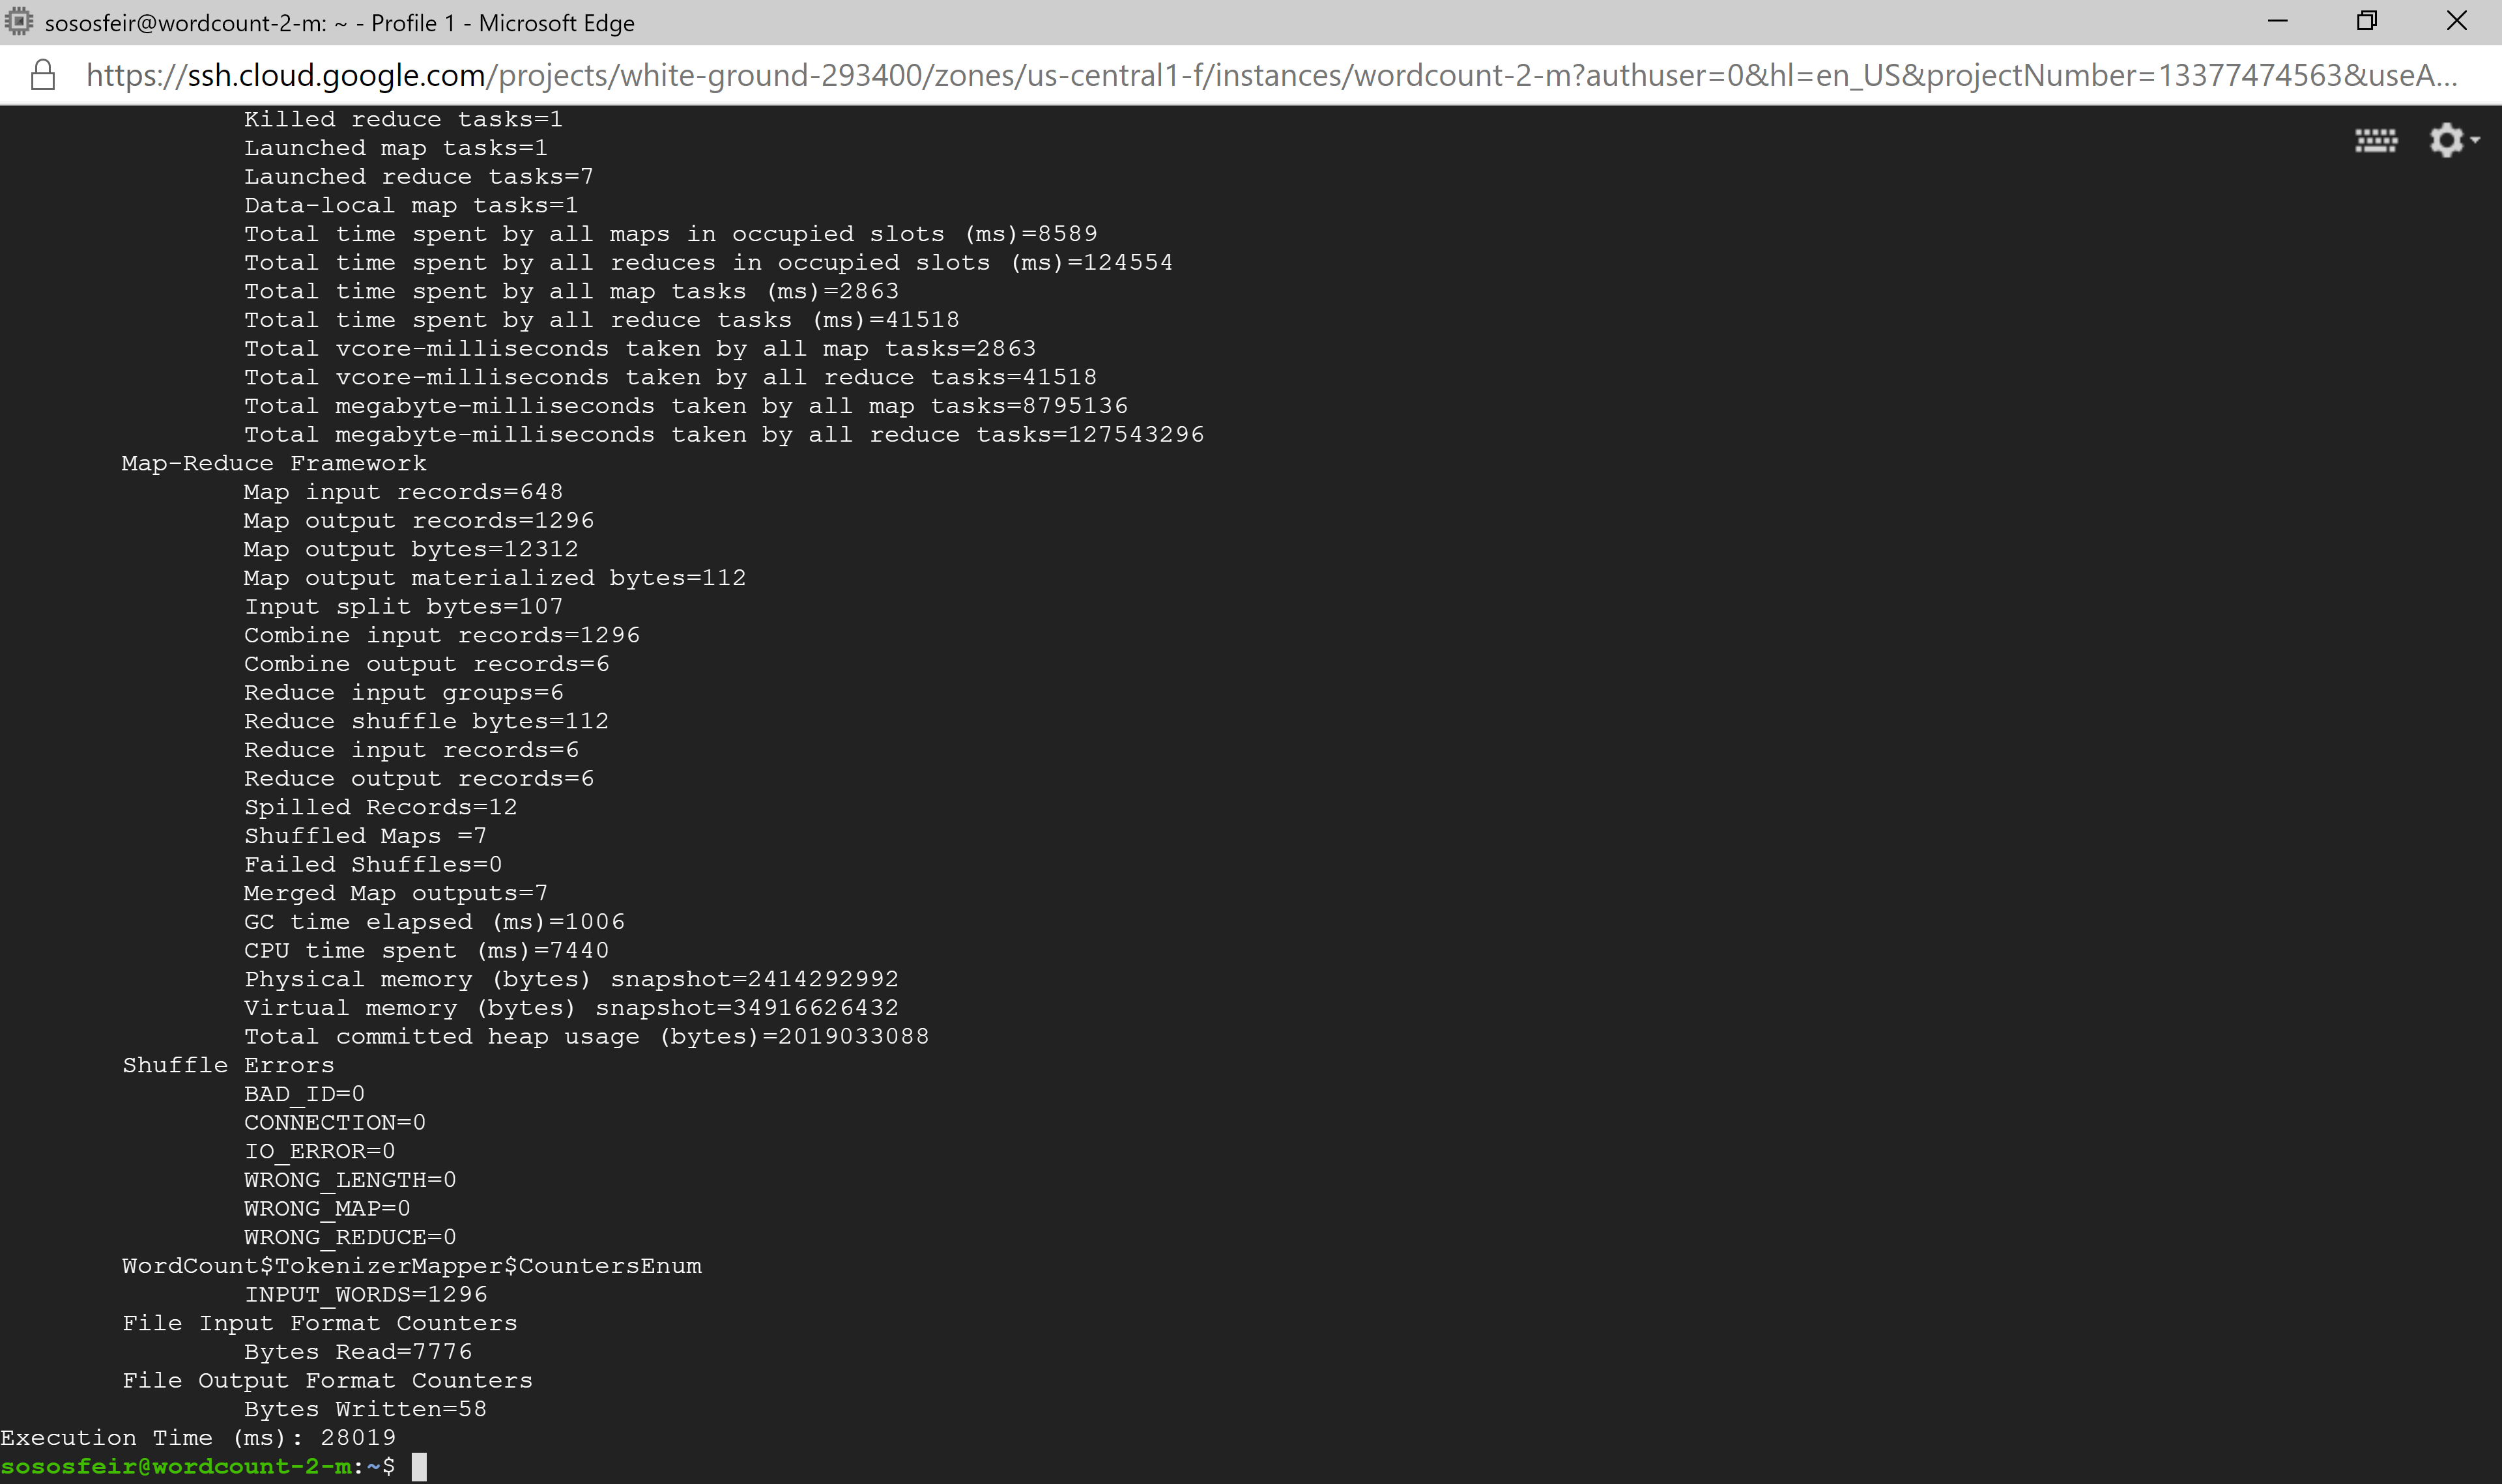 sososfeir@wordcount-2-m: ~ - Profile 1 - Microsoft Edge
https://ssh.cloud.google.com/projects/white-ground-293400/zones/us-central1-f/instances/wordcount-2-m?authuser=0&hl=en_US&projectNumber=13377474563&useA...
Killed reduce tasks=1
Launched map tasks=1
Launched reduce tasks=7
Data-local map tasks=1
Total time spent by all maps in occupied slots (ms)=8589
Total time spent by all reduces in occupied slots (ms)=124554
Total time spent by all map tasks (ms)=2863
Total time spent by all reduce tasks (ms)=41518
Total vcore-milliseconds taken by all map tasks=2863
Total vcore-milliseconds taken by all reduce tasks=41518
Total megabyte-milliseconds taken by all map tasks=8795136
Total megabyte-milliseconds taken by all reduce tasks=127543296
Map-Reduce Framework
Map input records=648
Map output records=1296
Map output bytes=12312
Map output materialized bytes=112
Input split bytes=107
Combine input records=1296
Combine output records=6
Reduce input groups=6
Reduce shuffle bytes=112
Reduce input records=6
Reduce output records=6
Spilled Records=12
Shuffled Maps =7
Failed Shuffles=0
Merged Map outputs=7
GC time elapsed (ms)=1006
CPU time spent (ms)=7440
Physical memory (bytes) snapshot=2414292992
Virtual memory (bytes) snapshot=34916626432
Total committed heap usage (bytes)=2019033088
Shuffle Errors
BAD_ID=0
CONNECTION=0
IO_ERROR=0
WRONG_LENGTH=0
WRONG_MAP=0
WRONG_REDUCE=0
WordCount$TokenizerMapper$CountersEnum
INPUT_WORDS=1296
File Input Format Counters
Bytes Read=7776
File Output Format Counters
Bytes Written=58
Execution Time (ms): 28019
sososfeir@wordcount-2-m:~$